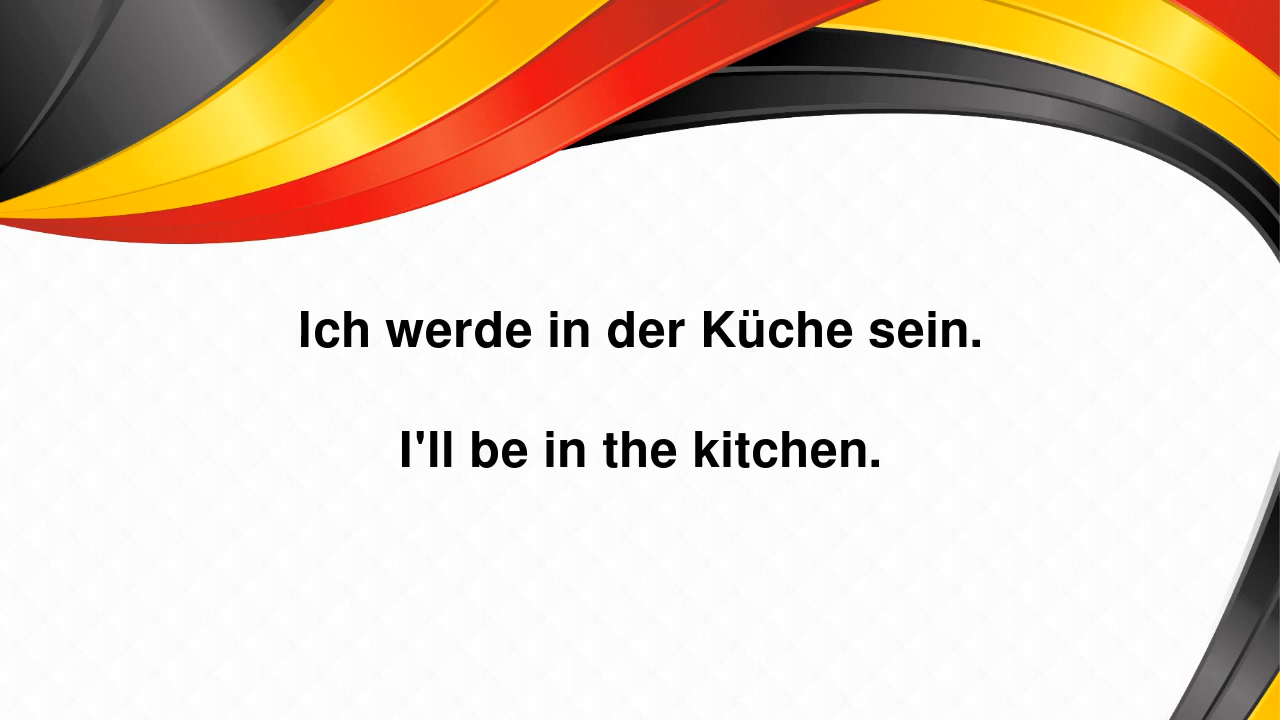 Ich werde in der Küche sein.
I'll be in the kitchen.